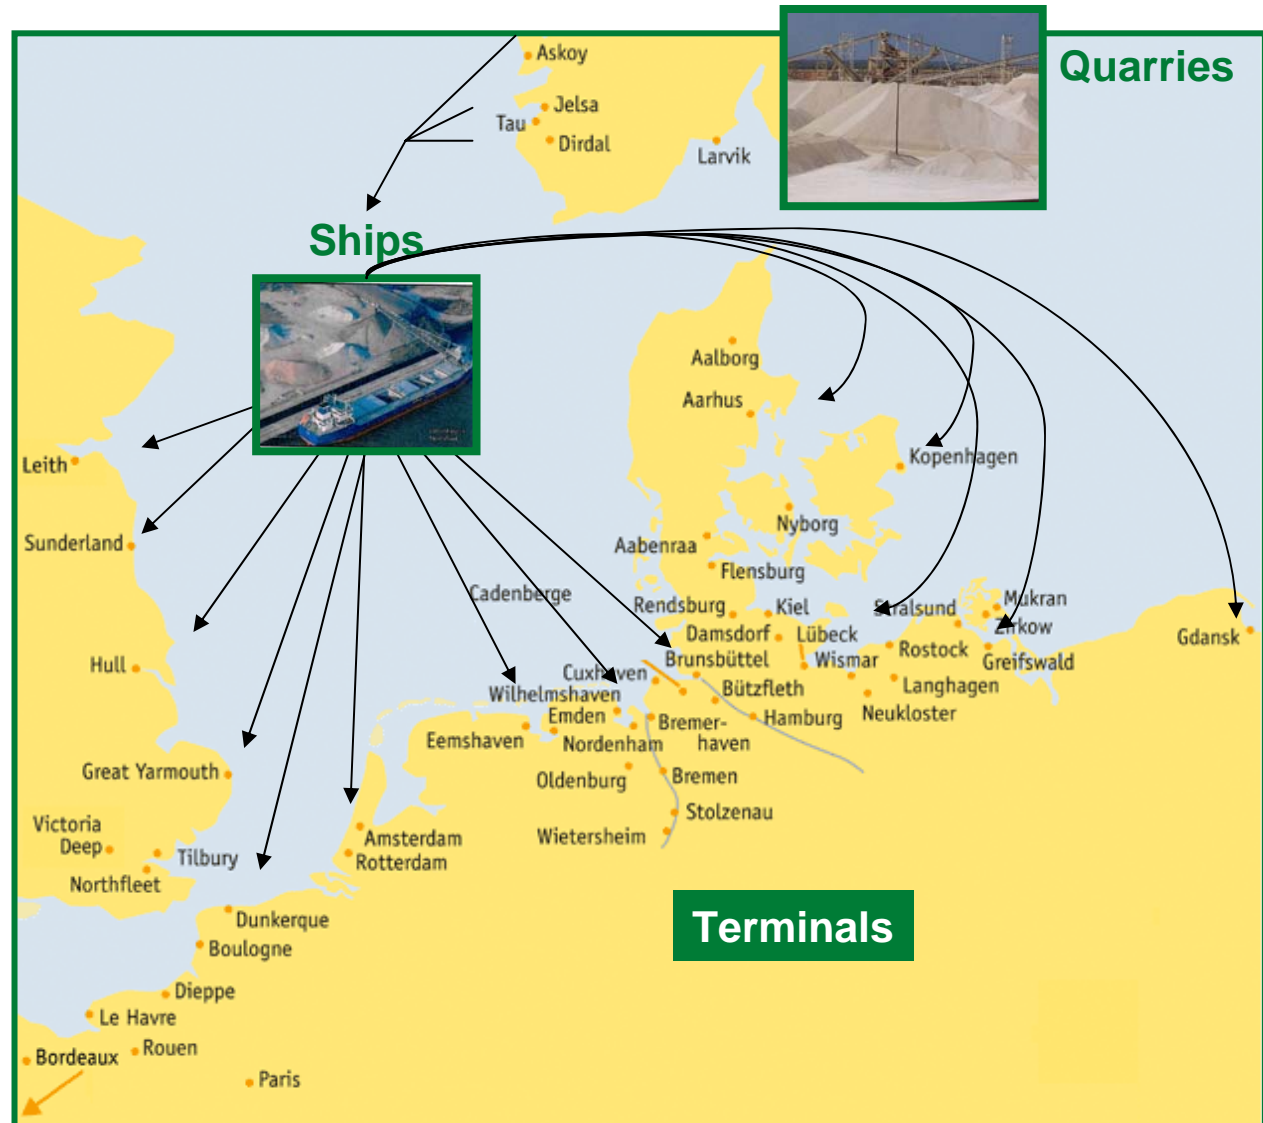 Askoy
Quarries
Jelsa
Tau
Dirdal
Larvik
Ships
Aalborg
Aarhus
Leith
Kopenhagen
Nyborg
Sunderland
Aabenraa
Flensburg
Cadenberge
Rendsburg
Kiel
Stralsund
Mukran
Zirkow
Damsdorf
Lübeck
Gdansk
Hull
Brunsbüttel
Wismar
Rostock
Greifswald
Cuxhaven
Bützfleth
Langhagen
Wilhelmshaven
Emden
Hamburg
Neukloster
Eemshaven
Nordenham
Bremer-
haven
Great Yarmouth
Oldenburg
Bremen
Stolzenau
Victoria
Deep
Wietersheim
Amsterdam
Tilbury
Rotterdam
Northfleet
Dunkerque
Terminals
Boulogne
Dieppe
Le Havre
Rouen
Bordeaux
Paris